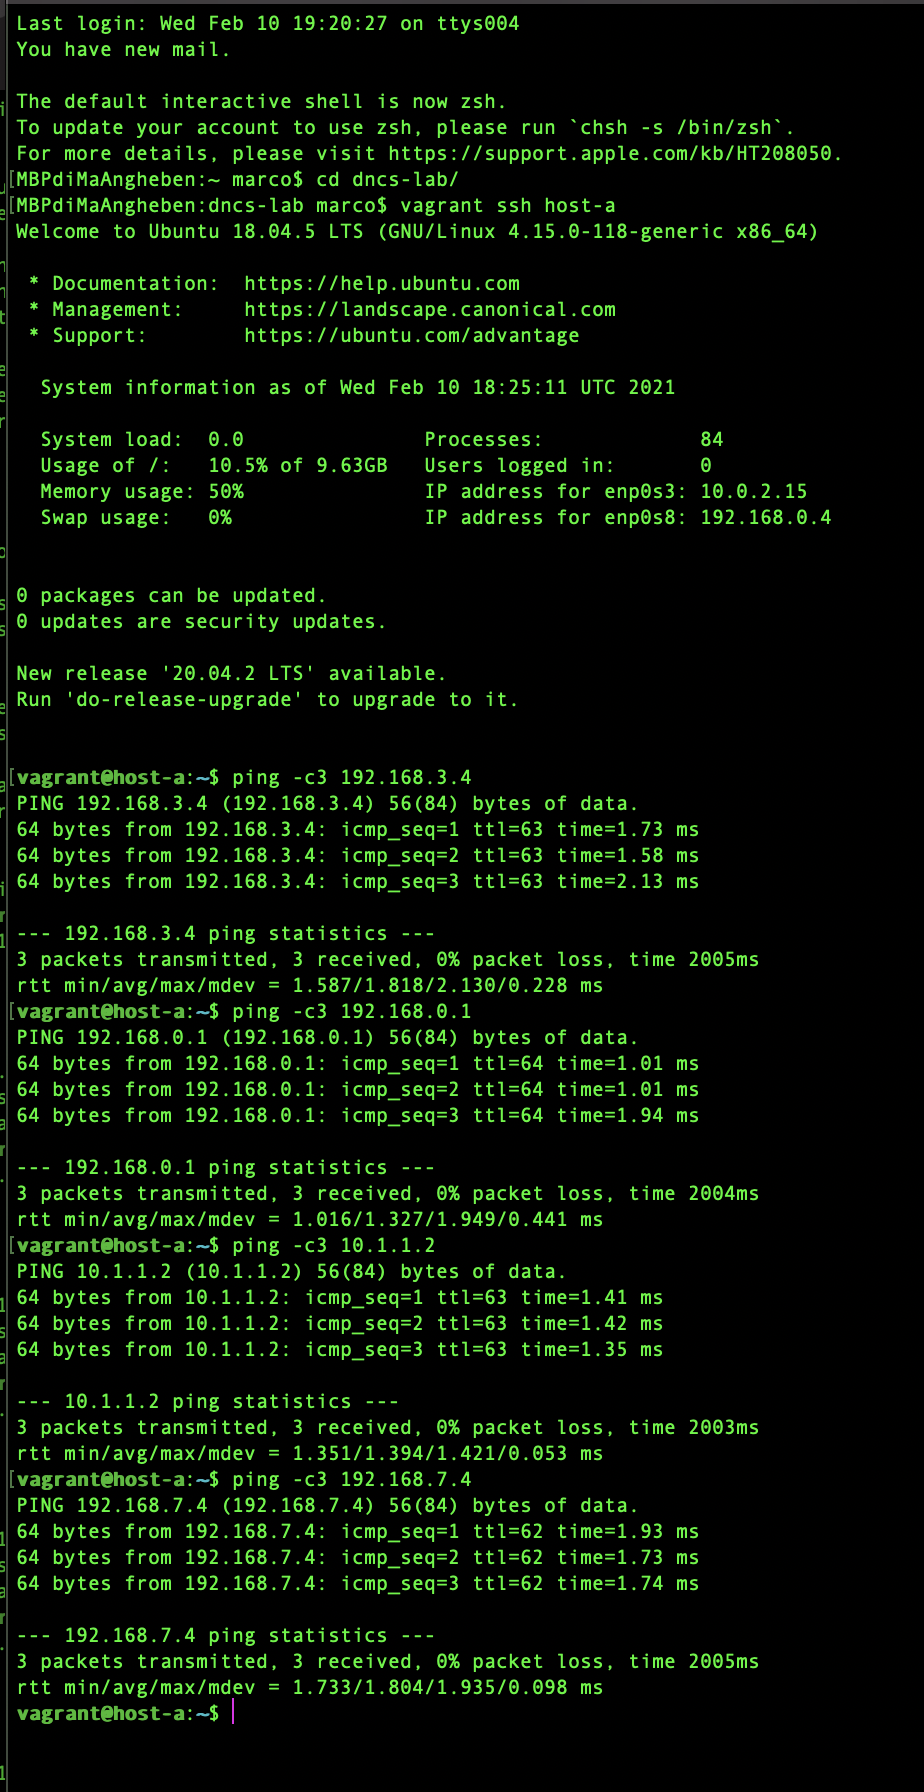 Last login: Wed Feb 10 19:20:27 on ttys004
You have new mail.
The default interactive shell is now zsh.
To update your account to use zsh, please run `chsh -s /bin/zsh`.
For more details, please visit https://support.apple.com/kb/HT208050.
[MBPdiMaAngheben:~ marco$ cd dncs-lab/
[MBPdiMaAngheben:dncs-lab marco$ vagrant ssh host-a
Welcome to Ubuntu 18.04.5 LTS (GNU/Linux 4.15.0-118-generic x86_64)
* Documentation:  https://help.ubuntu.com
* Management:     https://landscape.canonical.com
* Support:        https://ubuntu.com/advantage
System information as of Wed Feb 10 18:25:11 UTC 2021
System load:  0.0               Processes:             84
Usage of /:   10.5% of 9.63GB   Users logged in:       0
Memory usage: 50%               IP address for enp0s3: 10.0.2.15
Swap usage:   0%                IP address for enp0s8: 192.168.0.4
0 packages can be updated.
0 updates are security updates.
New release '20.04.2 LTS' available.
Run 'do-release-upgrade' to upgrade to it.
[vagrant@host-a:~$ ping -c3 192.168.3.4
PING 192.168.3.4 (192.168.3.4) 56(84) bytes of data.
64 bytes from 192.168.3.4: icmp_seq=1 ttl=63 time=1.73 ms
64 bytes from 192.168.3.4: icmp_seq=2 ttl=63 time=1.58 ms
64 bytes from 192.168.3.4: icmp_seq=3 ttl=63 time=2.13 ms
--- 192.168.3.4 ping statistics ---
3 packets transmitted, 3 received, 0% packet loss, time 2005ms
rtt min/avg/max/mdev = 1.587/1.818/2.130/0.228 ms
[vagrant@host-a:~$ ping -c3 192.168.0.1
PING 192.168.0.1 (192.168.0.1) 56(84) bytes of data.
64 bytes from 192.168.0.1: icmp_seq=1 ttl=64 time=1.01 ms
64 bytes from 192.168.0.1: icmp_seq=2 ttl=64 time=1.01 ms
64 bytes from 192.168.0.1: icmp_seq=3 ttl=64 time=1.94 ms
--- 192.168.0.1 ping statistics ---
3 packets transmitted, 3 received, 0% packet loss, time 2004ms
rtt min/avg/max/mdev = 1.016/1.327/1.949/0.441 ms
[vagrant@host-a:~$ ping -c3 10.1.1.2
PING 10.1.1.2 (10.1.1.2) 56(84) bytes of data.
64 bytes from 10.1.1.2: icmp_seq=1 ttl=63 time=1.41 ms
64 bytes from 10.1.1.2: icmp_seq=2 ttl=63 time=1.42 ms
64 bytes from 10.1.1.2: icmp_seq=3 ttl=63 time=1.35 ms
--- 10.1.1.2 ping statistics ---
3 packets transmitted, 3 received, 0% packet loss, time 2003ms
rtt min/avg/max/mdev = 1.351/1.394/1.421/0.053 ms
[vagrant@host-a:~$ ping -c3 192.168.7.4
PING 192.168.7.4 (192.168.7.4) 56(84) bytes of data.
64 bytes from 192.168.7.4: icmp_seq=1 ttl=62 time=1.93 ms
64 bytes from 192.168.7.4: icmp_seq=2 ttl=62 time=1.73 ms
64 bytes from 192.168.7.4: icmp_seq=3 ttl=62 time=1.74 ms
--- 192.168.7.4 ping statistics ---
3 packets transmitted, 3 received, 0% packet loss, time 2005ms
rtt min/avg/max/mdev = 1.733/1.804/1.935/0.098 ms
vagrant@host-a:~$